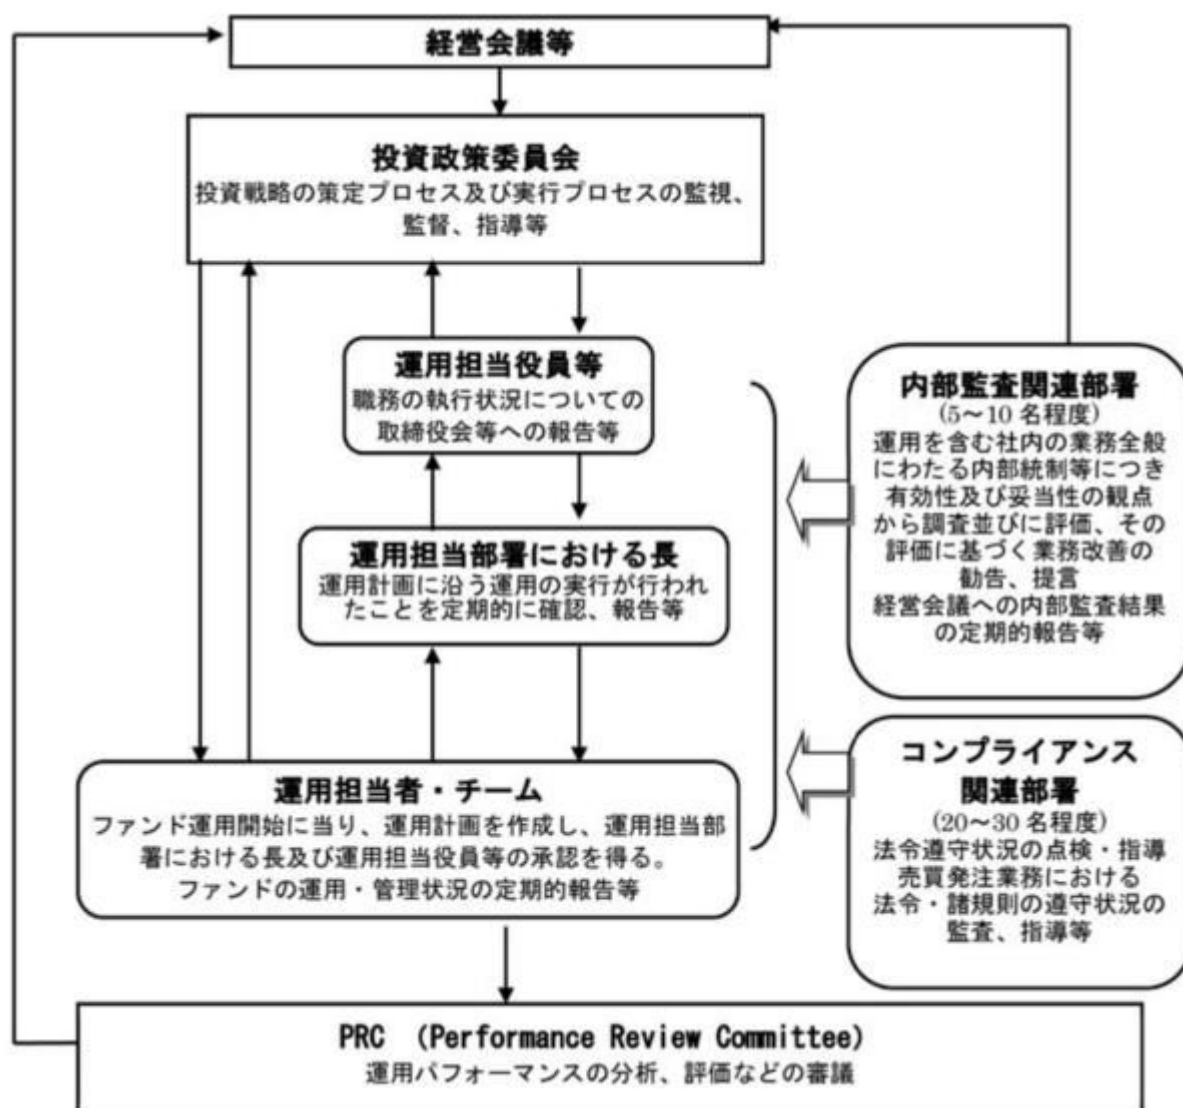 経営会議等
投資政策委員会
投資戦略の策定プロセス及び実行プロセスの監視、
監督、指導等
運用担当役員等
職務の執行状況についての
取締役会等への報告等
運用担当部署における長
運用計画に沿う運用の実行が行われ
たことを定期的に確認、報告等
運用担当者・チーム
ファンド運用開始に当り、運用計画を作成し、運用担当部
署における長及び運用担当役員等の承認を得る。
ファンドの運用・管理状況の定期的報告等
内部監査関連部署
(5～10 名程度)
運用を含む社内の業務全般
にわたる内部統制等につき
有効性及び妥当性の観点
から調査並びに評価、その
評価に基づく業務改善の
勧告、提言
経営会議への内部監査結果
の定期的報告等
コンプライアンス
関連部署
(20～30 名程度)
法令遵守状況の点検・指導
売買発注業務における
法令・諸規則の遵守状況の
監査、指導等
PRC (Performance Review Committee)
運用パフォーマンスの分析、評価などの審議